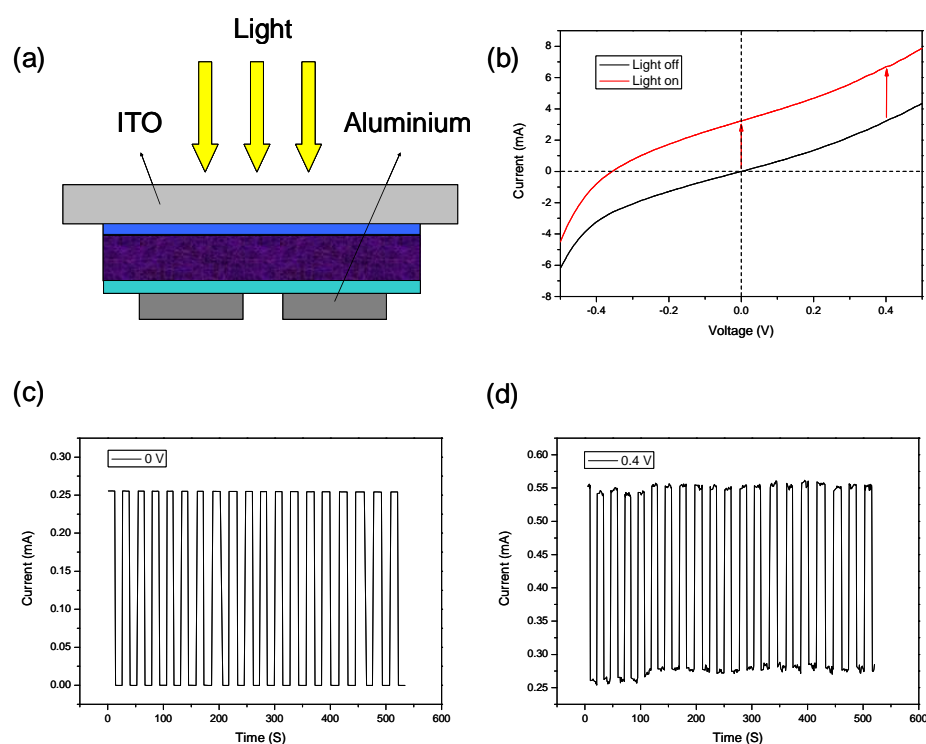 (a)
Light
ITO
Aluminium
(b)
Light off
Light on
8
6
4
2
0
-2
-4
-6
-8
Current (mA)
-0.4
-0.2
0.0
0.2
0.4
Voltage (V)
(c)
0 V
0.30
0.25
0.20
0.15
0.10
0.05
0.00
Current (mA)
0
100
200
300
400
500
600
Time (S)
(d)
0.4 V
0.65
0.60
0.55
0.50
0.45
0.40
0.35
0.30
0.25
Current (mA)
0
100
200
300
400
500
600
Time (S)